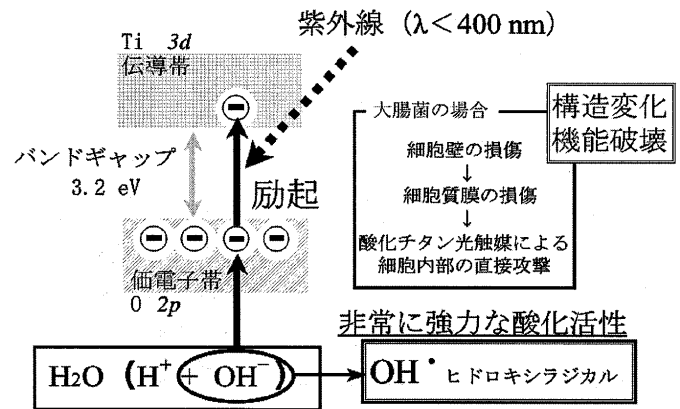 紫外線（λ＜400 nm）
Ti 3d
伝導帯
バンドギャップ
3.2 eV
励起
価電子帯
O 2p
大腸菌の場合
構造変化
機能破壊
細胞壁の損傷
↓
細胞質膜の損傷
↓
酸化チタン光触媒による
細胞内部の直接攻撃
非常に強力な酸化活性
H₂O (H⁺ + OH⁻)
OH・ ヒドロキシラジカル